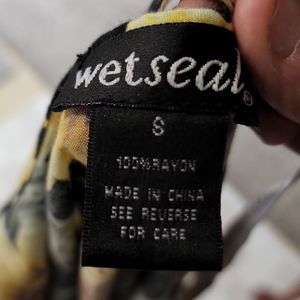 wetseal®
S
100%RAYON
MADE IN CHINA
SEE REVERSE
FOR CARE